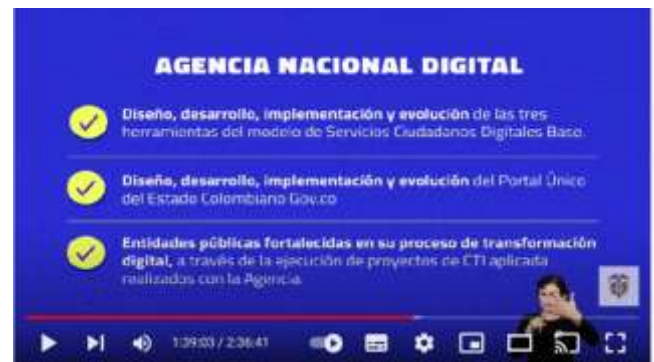 AGENCIA NACIONAL DIGITAL
Diseño, desarrollo, implementación y evolución de las tres
herramientas del modelo de Servicios Ciudadanos Digitales Base.
Diseño, desarrollo, implementación y evolución del Portal Único
del Estado Colombiano Gov.co
Entidades públicas fortalecidas en su proceso de transformación
digital, a través de la ejecución de proyectos de CTI aplicada
realizados con la Agencia.
1:39:03 / 2:36:41